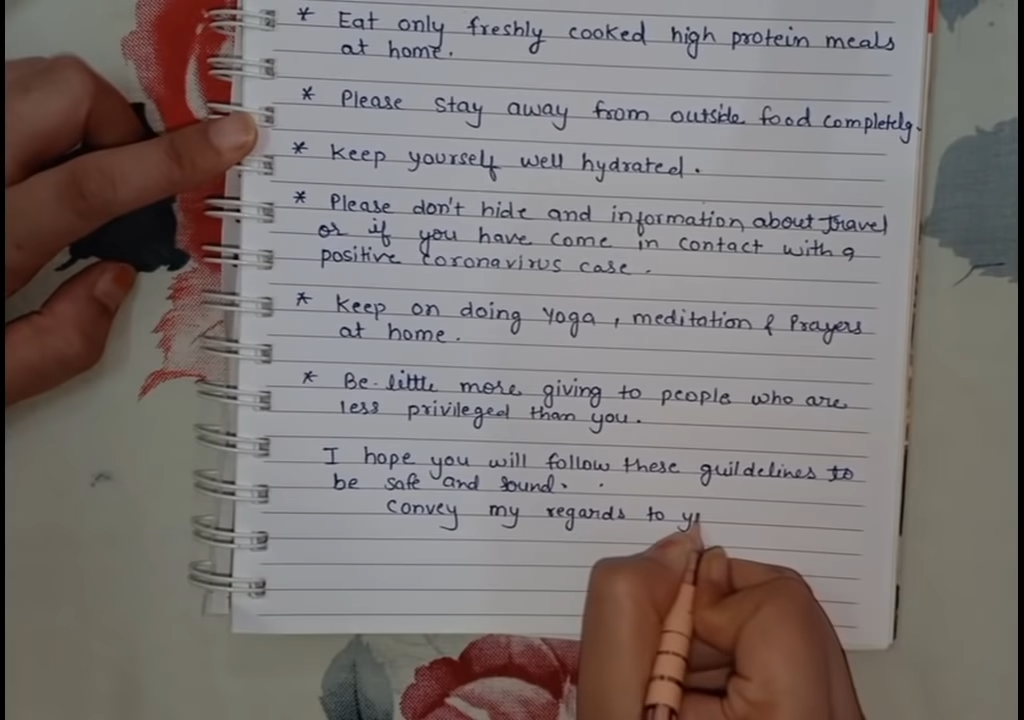 * Eat only freshly cooked high protein meals
at home.
* Please stay away from outside food completely.
* Keep yourself well hydrated.
* Please don't hide and information about travel
or if you have come in contact with a
positive coronavirus case.
* Keep on doing Yoga, meditation & Prayers
at home.
* Be little more giving to people who are
less privileged than you.
I hope you will follow these guildelines to
be safe and sound.
Convey my regards to y